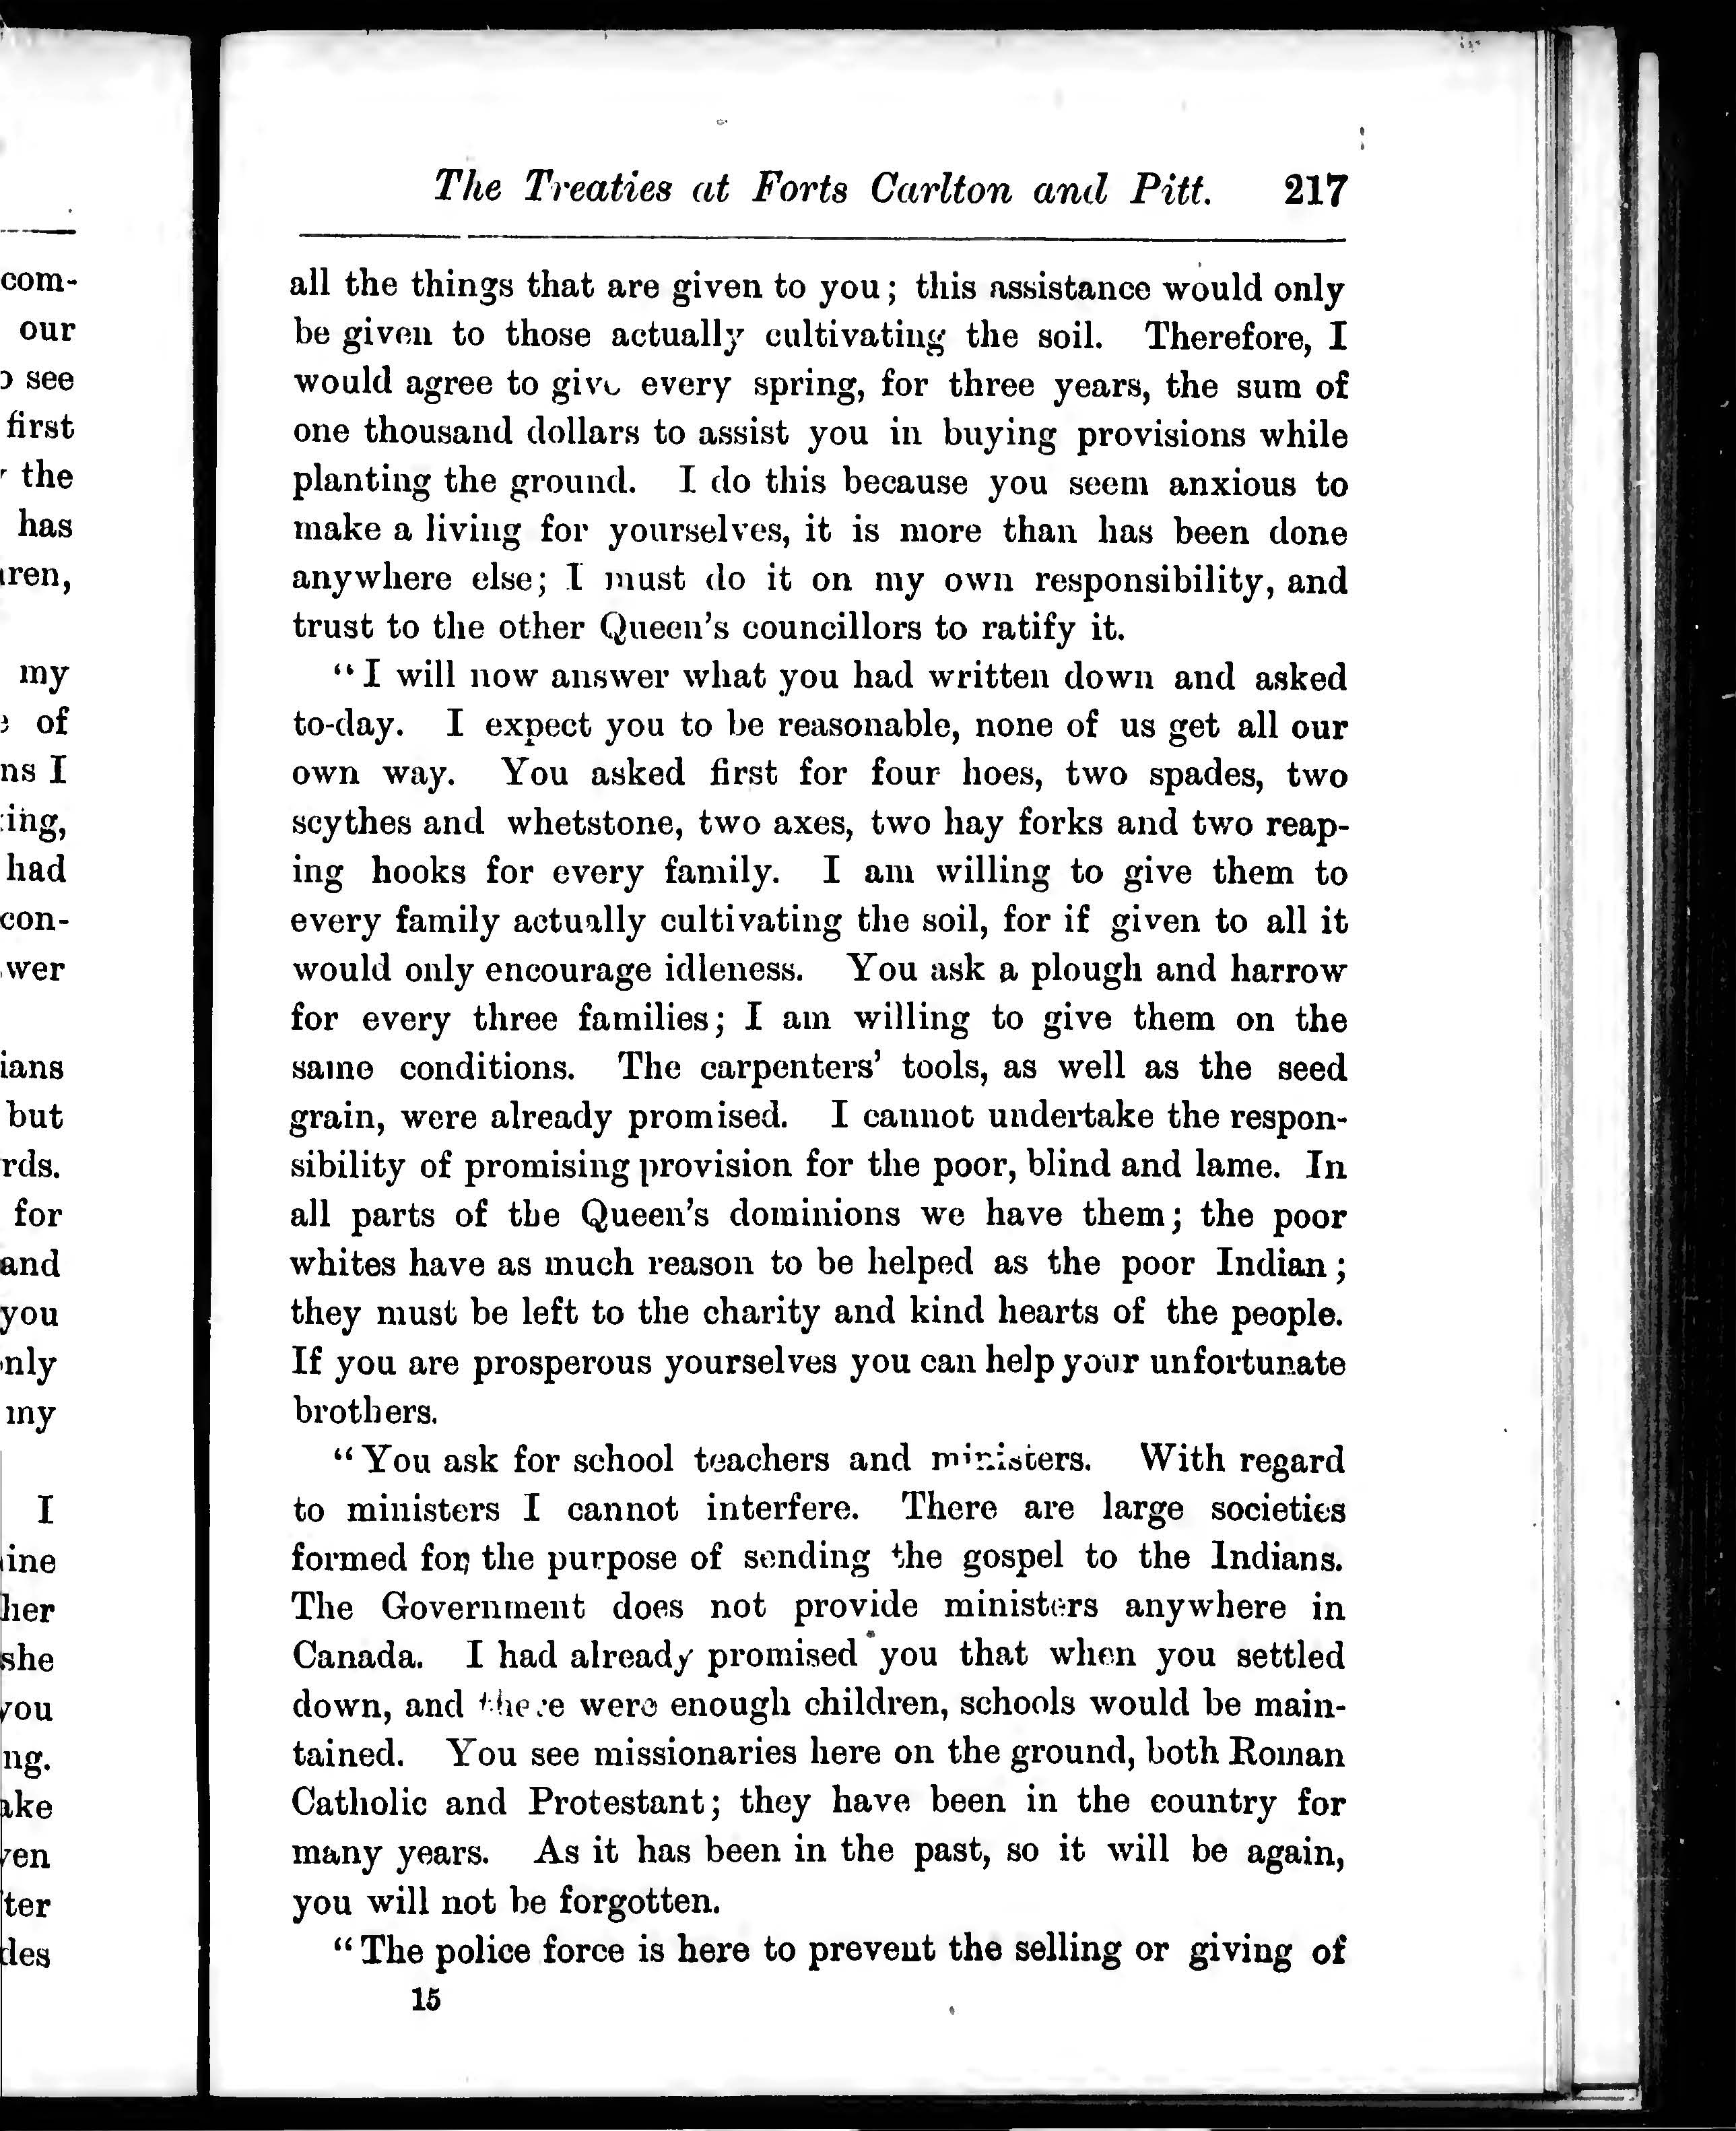 com-
our
see
first
the
has
ren,
my
of
ns I
ing,
had
con-
wer
ians
but
rds.
for
and
you
nly
my
I
ine
her
she
you
ng.
ake
ven
ter
des
The Treaties at Forts Carlton and Pitt. 217
all the things that are given to you; this assistance would only
be given to those actually cultivating the soil. Therefore, I
would agree to give every spring, for three years, the sum of
one thousand dollars to assist you in buying provisions while
planting the ground. I do this because you seem anxious to
make a living for yourselves, it is more than has been done
anywhere else; I must do it on my own responsibility, and
trust to the other Queen's councillors to ratify it.
"I will now answer what you had written down and asked
to-day. I expect you to be reasonable, none of us get all our
own way. You asked first for four hoes, two spades, two
scythes and whetstone, two axes, two hay forks and two reap-
ing hooks for every family. I am willing to give them to
every family actually cultivating the soil, for if given to all it
would only encourage idleness. You ask a plough and harrow
for every three families; I am willing to give them on the
same conditions. The carpenters' tools, as well as the seed
grain, were already promised. I cannot undertake the respon-
sibility of promising provision for the poor, blind and lame. In
all parts of the Queen's dominions we have them; the poor
whites have as much reason to be helped as the poor Indian;
they must be left to the charity and kind hearts of the people.
If you are prosperous yourselves you can help your unfortunate
brothers.
"You ask for school teachers and ministers. With regard
to ministers I cannot interfere. There are large societies
formed for the purpose of sending the gospel to the Indians.
The Government does not provide ministers anywhere in
Canada. I had already promised you that when you settled
down, and there were enough children, schools would be main-
tained. You see missionaries here on the ground, both Roman
Catholic and Protestant; they have been in the country for
many years. As it has been in the past, so it will be again,
you will not be forgotten.
"The police force is here to prevent the selling or giving of
15